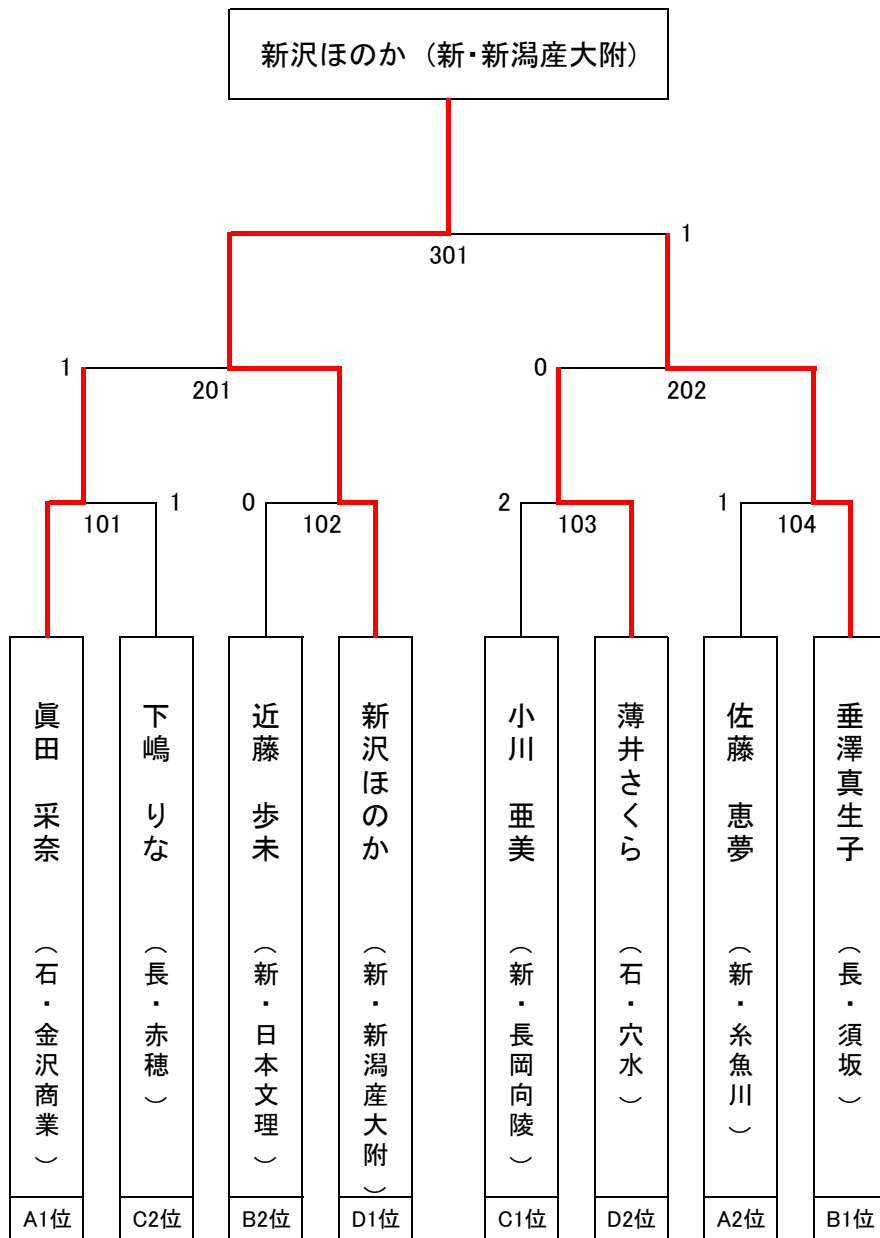 新沢ほのか（新・新潟産大附）
301
1
1
201
0
202
101
1
0
102
2
103
1
104
眞田　采奈（石・金沢商業）
下嶋　りな（長・赤穂）
近藤　歩未（新・日本文理）
新沢ほのか（新・新潟産大附）
小川　亜美（新・長岡向陵）
薄井さくら（石・穴水）
佐藤　恵夢（新・糸魚川）
垂澤真生子（長・須坂）
A1位
C2位
B2位
D1位
C1位
D2位
A2位
B1位